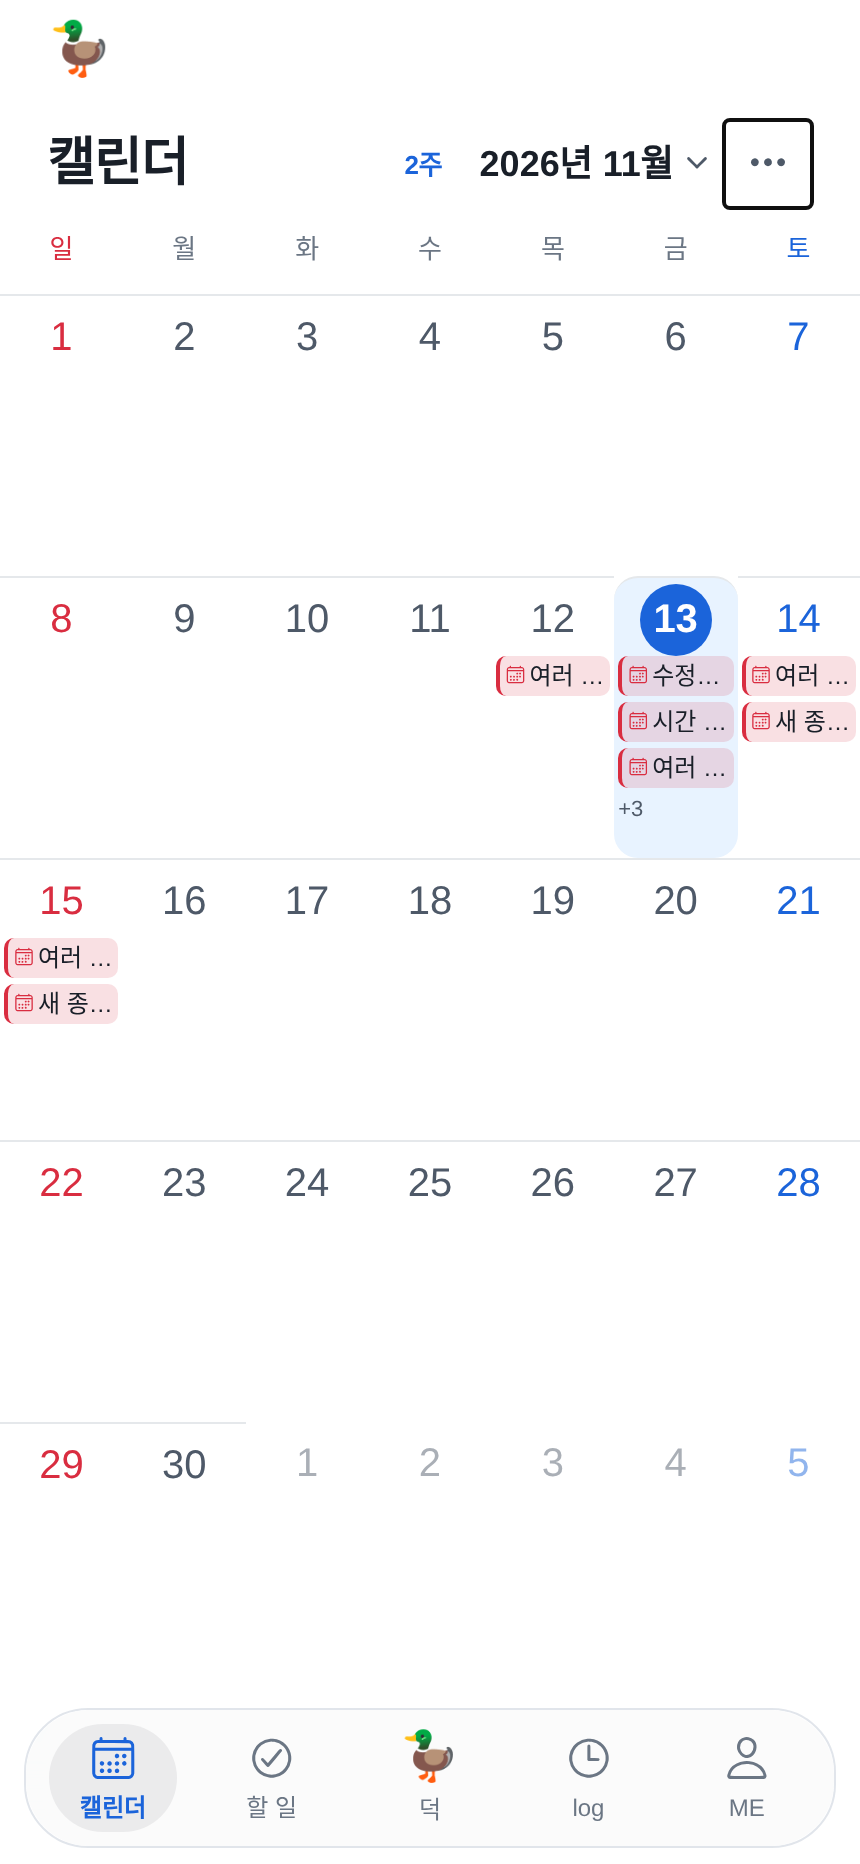 캘린더 2주 2026년 11월
일 월 화 수 목 금 토
1 2 3 4 5 6 7
8 9 10 11 12 13 14
여러 … 수정… 여러 …
시간 … 새 종…
여러 …
+3
15 16 17 18 19 20 21
여러 …
새 종…
22 23 24 25 26 27 28
29 30 1 2 3 4 5
캘린더 할 일 덕 log ME